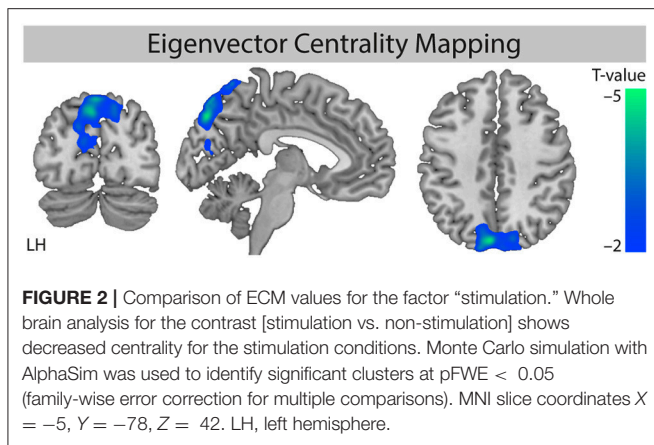 Eigenvector Centrality Mapping
T-value
–5
–2
LH
FIGURE 2 | Comparison of ECM values for the factor “stimulation.” Whole
brain analysis for the contrast [stimulation vs. non-stimulation] shows
decreased centrality for the stimulation conditions. Monte Carlo simulation with
AlphaSim was used to identify significant clusters at pFWE < 0.05
(family-wise error correction for multiple comparisons). MNI slice coordinates X
= −5, Y = −78, Z = 42. LH, left hemisphere.